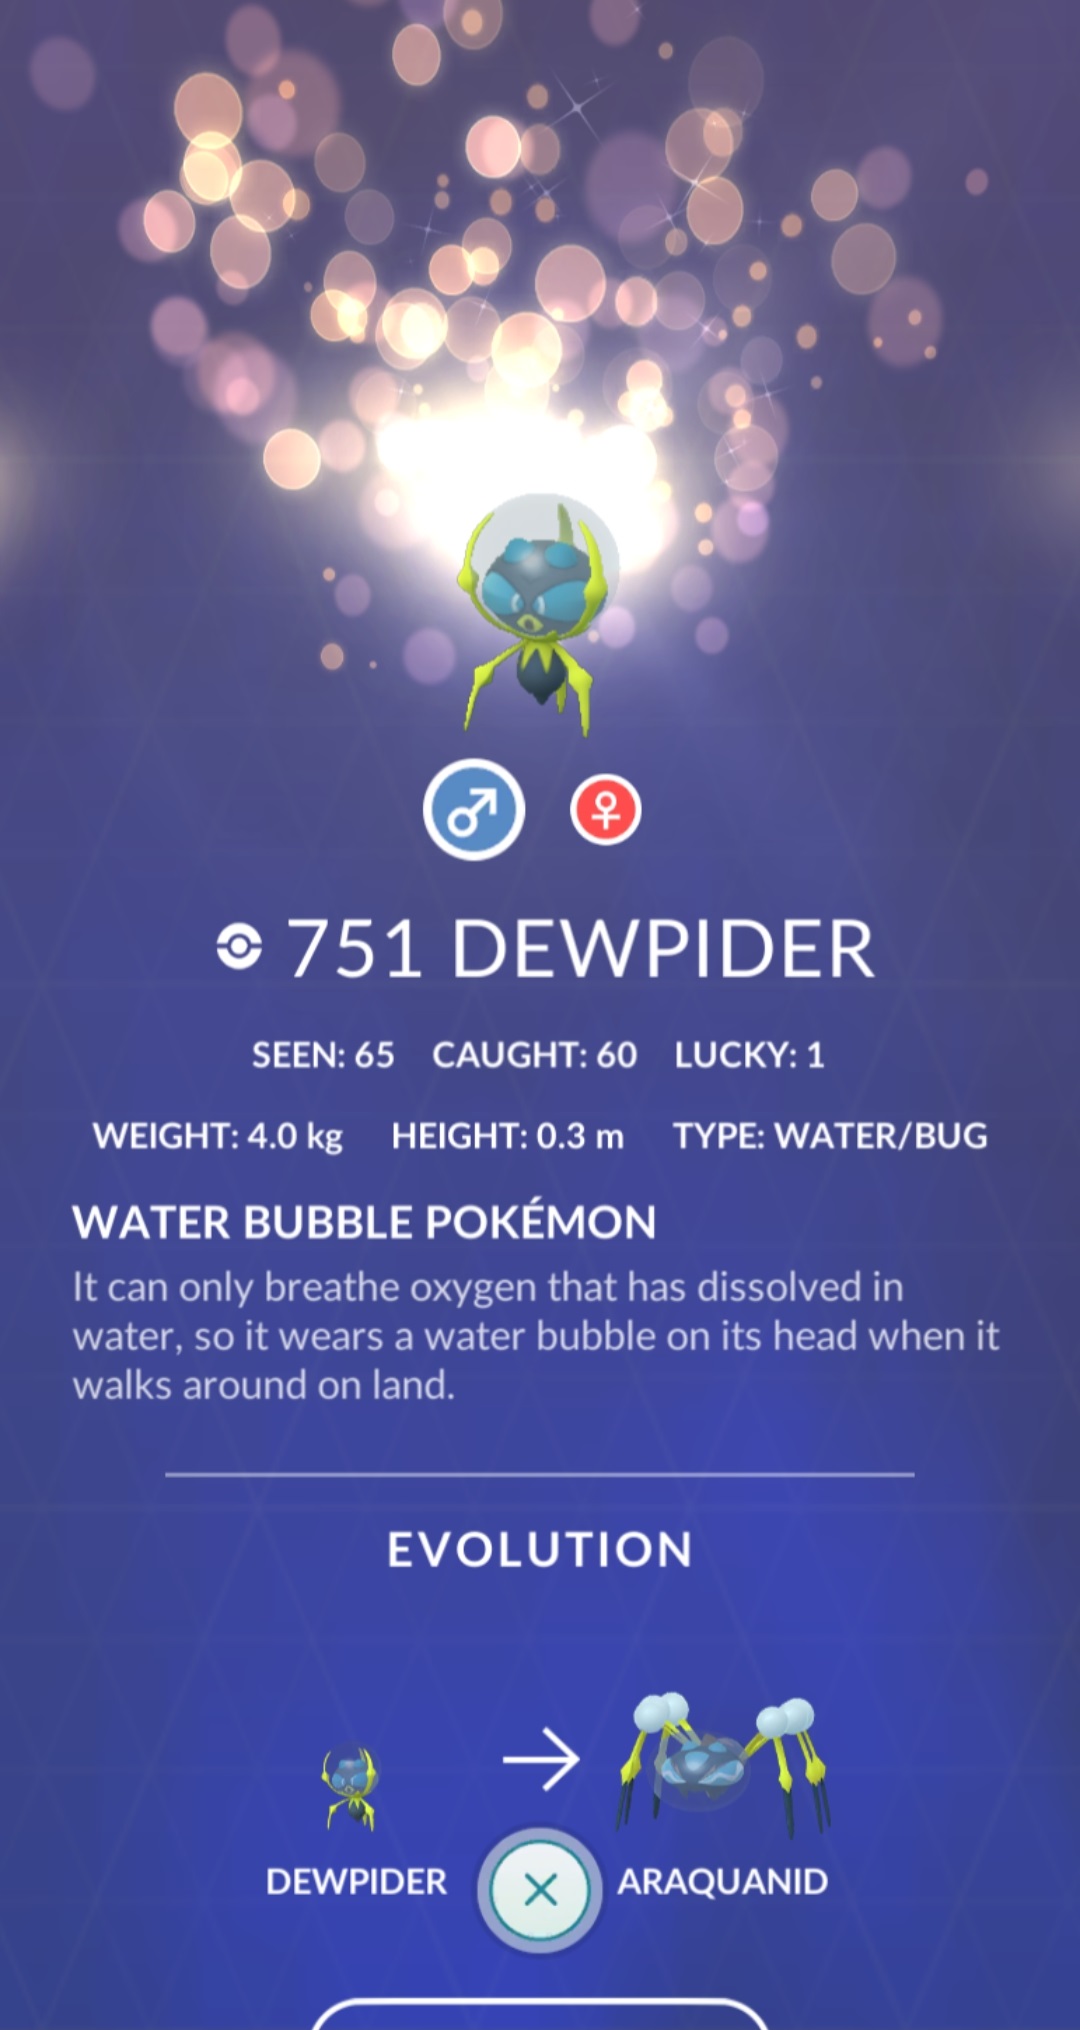 751 DEWPIDER
SEEN: 65 CAUGHT: 60 LUCKY: 1
WEIGHT: 4.0 kg HEIGHT: 0.3 m TYPE: WATER/BUG
WATER BUBBLE POKÉMON
It can only breathe oxygen that has dissolved in
water, so it wears a water bubble on its head when it
walks around on land.
EVOLUTION
DEWPIDER ARAQUANID